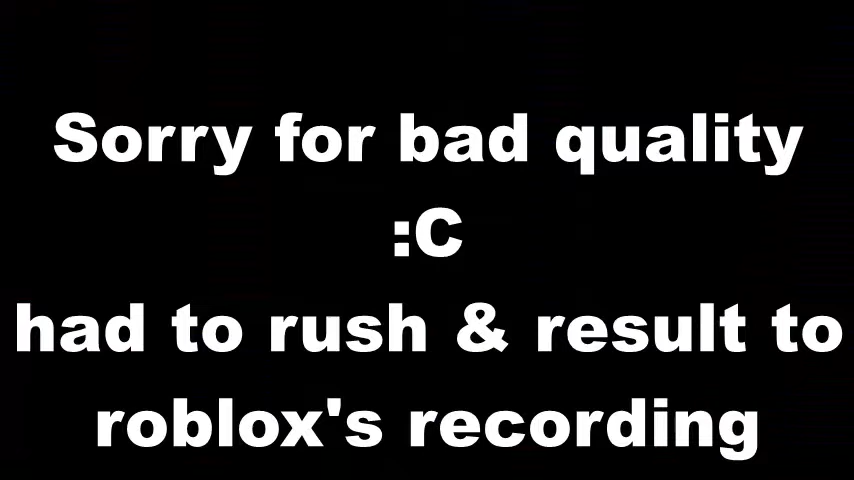 Sorry for bad quality
:C
had to rush & result to
roblox's recording